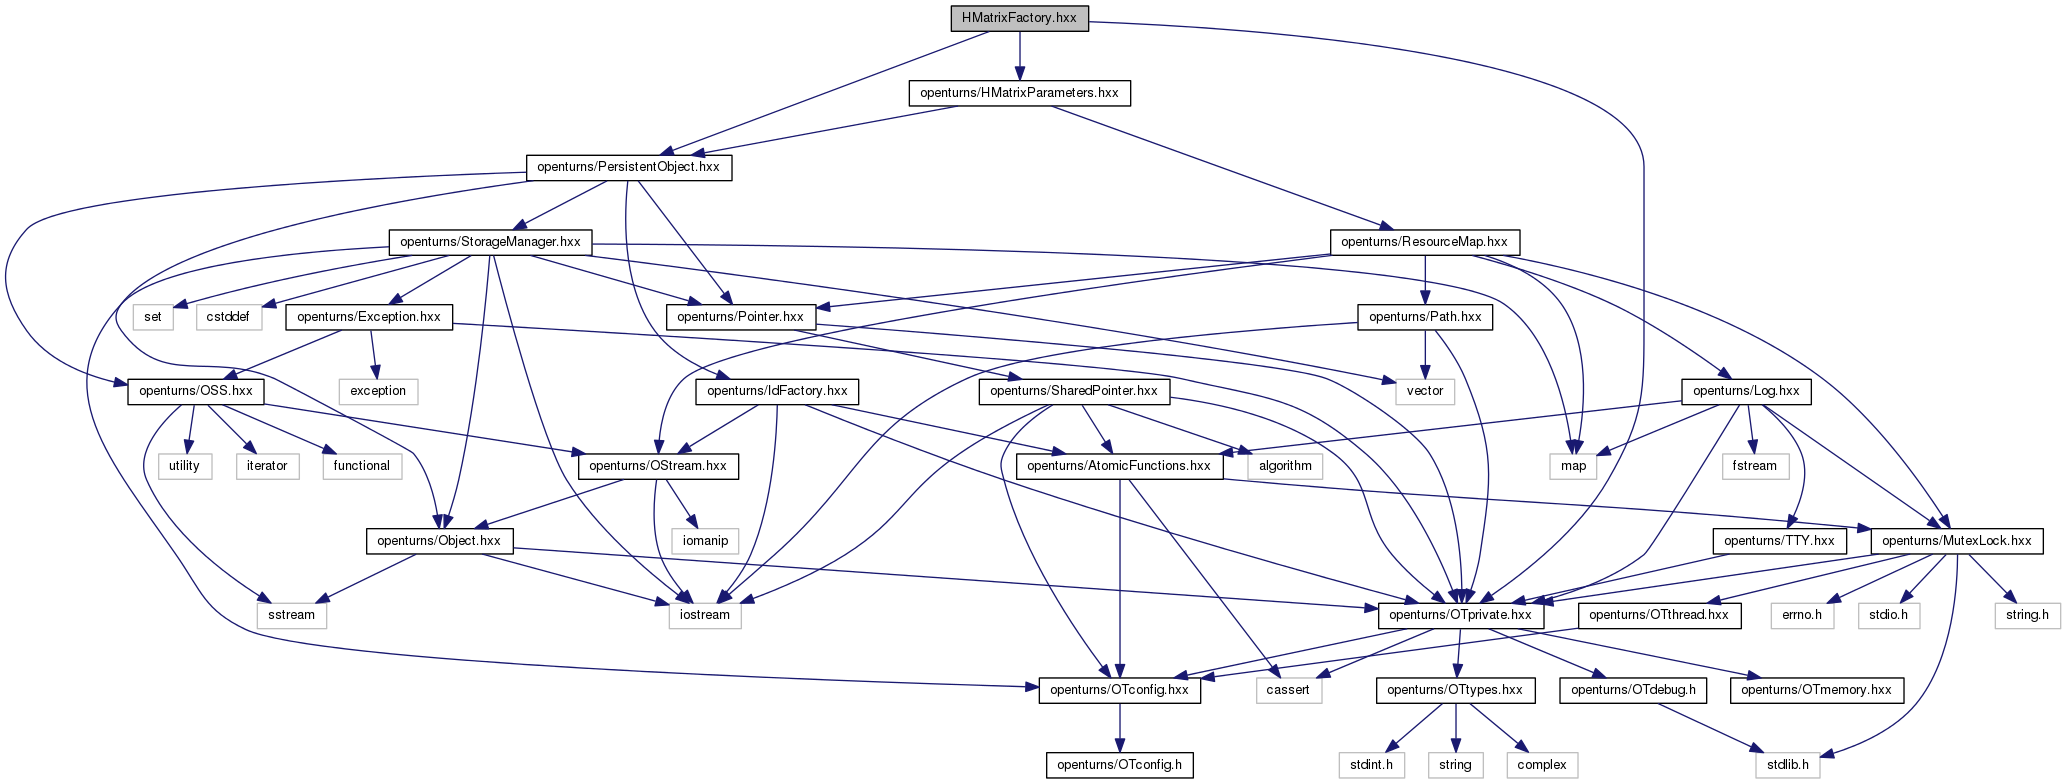 HMatrixFactory.hxx
openturns/HMatrixParameters.hxx
openturns/PersistentObject.hxx
openturns/StorageManager.hxx
openturns/ResourceMap.hxx
set
cstddef
openturns/Exception.hxx
openturns/Pointer.hxx
openturns/Path.hxx
openturns/OSS.hxx
exception
openturns/IdFactory.hxx
openturns/SharedPointer.hxx
vector
openturns/Log.hxx
utility
iterator
functional
openturns/OStream.hxx
openturns/AtomicFunctions.hxx
algorithm
map
fstream
openturns/Object.hxx
iomanip
openturns/TTY.hxx
openturns/MutexLock.hxx
sstream
iostream
openturns/OTprivate.hxx
openturns/OTthread.hxx
errno.h
stdio.h
string.h
openturns/OTconfig.hxx
cassert
openturns/OTtypes.hxx
openturns/OTdebug.h
openturns/OTmemory.hxx
openturns/OTconfig.h
stdint.h
string
complex
stdlib.h